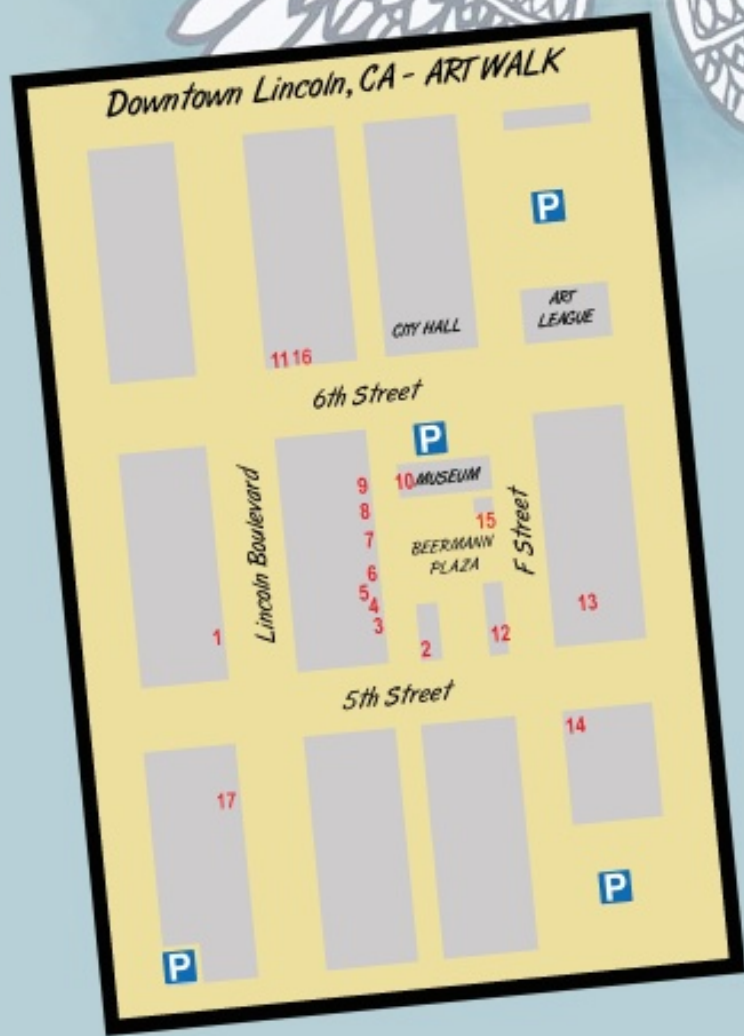 Downtown Lincoln, CA - ART WALK
P
ART
LEAGUE
CITY HALL
11 16
6th Street
P
9
10 MUSEUM
8
15
7
BEERMANN
PLAZA
Lincoln Boulevard
F Street
6
5
4
3
13
1
2
12
5th Street
14
17
P
P